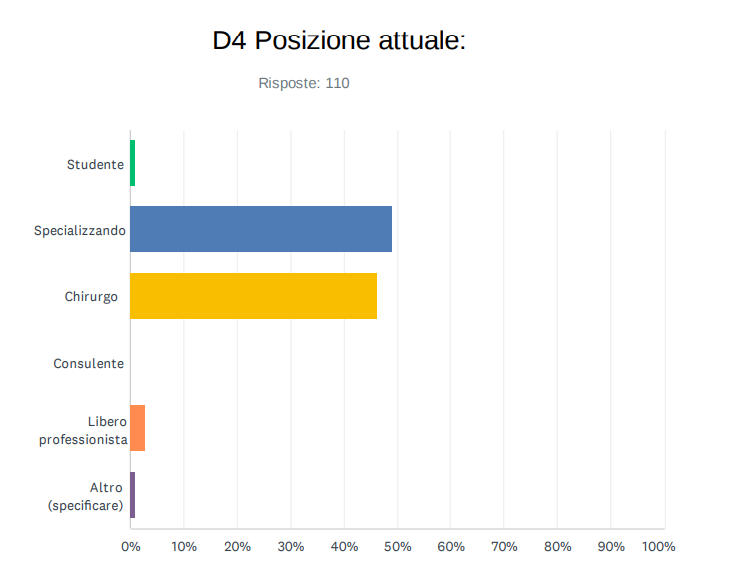 D4 Posizione attuale:
Risposte: 110
Studente
Specializzando
Chirurgo
Consulente
Libero
professionista
Altro
(specificare)
0% 10% 20% 30% 40% 50% 60% 70% 80% 90% 100%